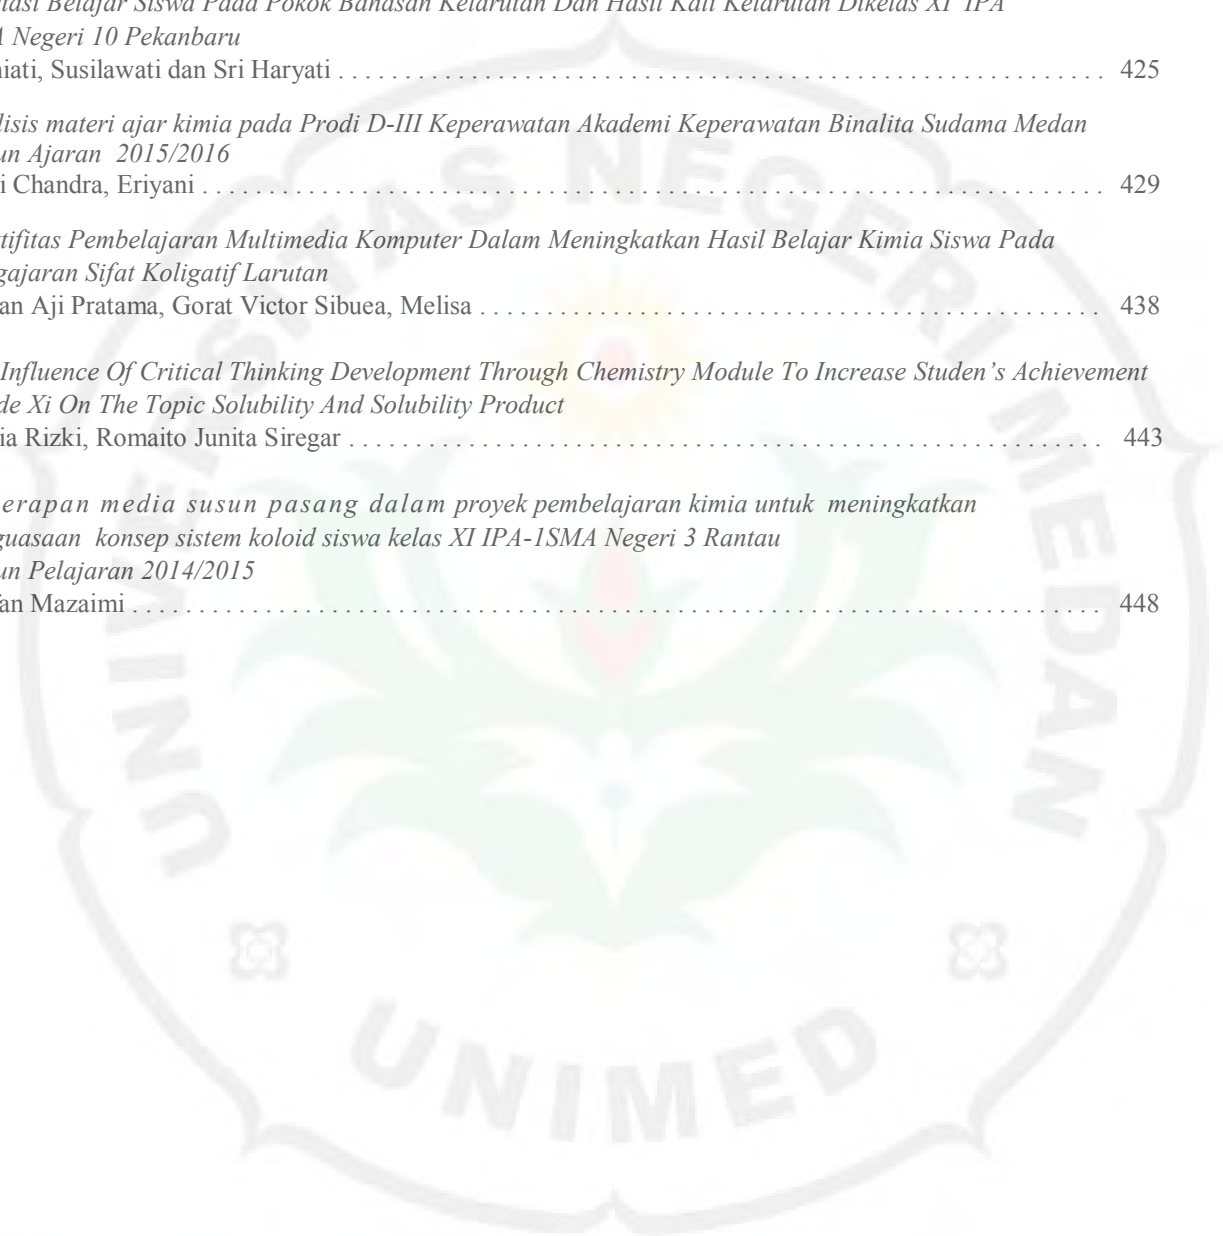 tasi Belajar Siswa Pada Pokok Bahasan Kelarutan Dan Hasil Kali Kelarutan Dikelas XI IPA
A Negeri 10 Pekanbaru
niati, Susilawati dan Sri Haryati . . . . . . . . . . . . . . . . . . . . . . . . . . . . . . 425
lisis materi ajar kimia pada Prodi D-III Keperawatan Akademi Keperawatan Binalita Sudama Medan
un Ajaran 2015/2016
i Chandra, Eriyani . . . . . . . . . . . . . . . . . . . . . . . . . . . . . . 429
tifitas Pembelajaran Multimedia Komputer Dalam Meningkatkan Hasil Belajar Kimia Siswa Pada
gajaran Sifat Koligatif Larutan
an Aji Pratama, Gorat Victor Sibuea, Melisa . . . . . . . . . . . . . . . . . . . . . . . . . . . . . . 438
Influence Of Critical Thinking Development Through Chemistry Module To Increase Studen's Achievement
de Xi On The Topic Solubility And Solubility Product
ia Rizki, Romaito Junita Siregar . . . . . . . . . . . . . . . . . . . . . . . . . . . . . . 443
erapan media susun pasang dalam proyek pembelajaran kimia untuk meningkatkan
guasaan konsep sistem koloid siswa kelas XI IPA-1SMA Negeri 3 Rantau
un Pelajaran 2014/2015
fan Mazaimi . . . . . . . . . . . . . . . . . . . . . . . . . . . . . . 448
UNIVERSITAS NEGERI MEDAN
UNIMED